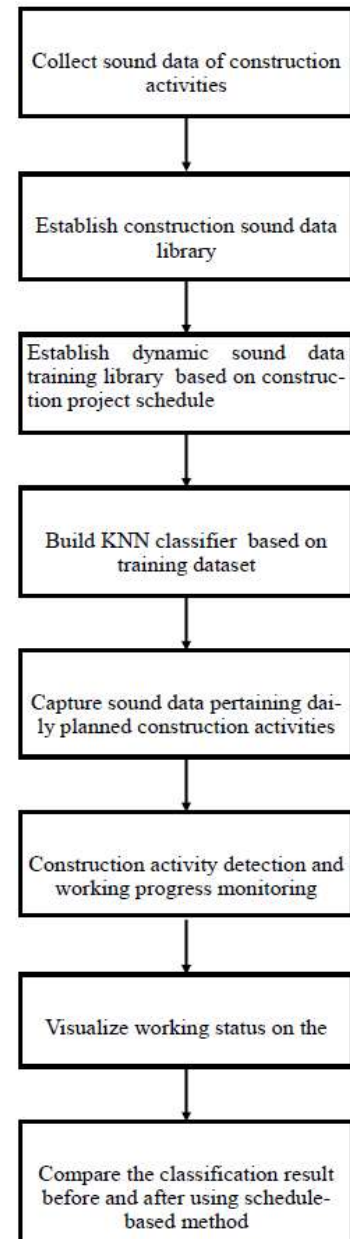 Collect sound data of construction
activities
Establish construction sound data
library
Establish dynamic sound data
training library based on construc-
tion project schedule
Build KNN classifier based on
training dataset
Capture sound data pertaining dai-
ly planned construction activities
Construction activity detection and
working progress monitoring
Visualize working status on the
Compare the classification result
before and after using schedule-
based method